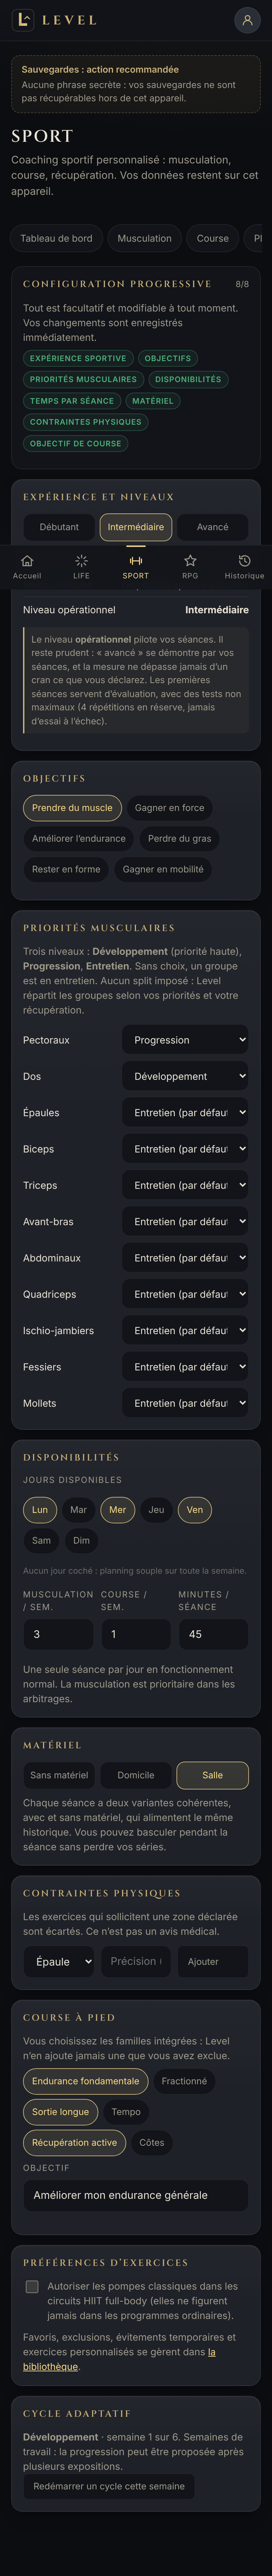 LEVEL
Sauvegardes : action recommandée
Aucune phrase secrète : vos sauvegardes ne sont
pas récupérables hors de cet appareil.
SPORT
Coaching sportif personnalisé : musculation,
course, récupération. Vos données restent sur cet
appareil.
Tableau de bord
Musculation
Course
Pl
CONFIGURATION PROGRESSIVE
8/8
Tout est facultatif et modifiable à tout moment.
Vos changements sont enregistrés
immédiatement.
EXPÉRIENCE SPORTIVE
OBJECTIFS
PRIORITÉS MUSCULAIRES
DISPONIBILITÉS
TEMPS PAR SÉANCE
MATÉRIEL
CONTRAINTES PHYSIQUES
OBJECTIF DE COURSE
EXPÉRIENCE ET NIVEAUX
Débutant
Intermédiaire
Avancé
Accueil
LIFE
SPORT
RPG
Historique
Niveau opérationnel
Intermédiaire
Le niveau opérationnel pilote vos séances. Il
reste prudent : « avancé » se démontre par vos
séances, et la mesure ne dépasse jamais d'un
cran ce que vous déclarez. Les premières
séances servent d'évaluation, avec des tests non
maximaux (4 répétitions en réserve, jamais
d'essai à l'échec).
OBJECTIFS
Prendre du muscle
Gagner en force
Améliorer l'endurance
Perdre du gras
Rester en forme
Gagner en mobilité
PRIORITÉS MUSCULAIRES
Trois niveaux : Développement (priorité haute),
Progression, Entretien. Sans choix, un groupe
est en entretien. Aucun split imposé : Level
répartit les groupes selon vos priorités et votre
récupération.
Pectoraux
Progression
Dos
Développement
Épaules
Entretien (par défaut
Biceps
Entretien (par défaut
Triceps
Entretien (par défaut
Avant-bras
Entretien (par défaut
Abdominaux
Entretien (par défaut
Quadriceps
Entretien (par défaut
Ischio-jambiers
Entretien (par défaut
Fessiers
Entretien (par défaut
Mollets
Entretien (par défaut
DISPONIBILITÉS
JOURS DISPONIBLES
Lun
Mar
Mer
Jeu
Ven
Sam
Dim
Aucun jour coché : planning souple sur toute la semaine.
MUSCULATION / SEM.
COURSE / SEM.
MINUTES / SÉANCE
3
1
45
Une seule séance par jour en fonctionnement
normal. La musculation est prioritaire dans les
arbitrages.
MATÉRIEL
Sans matériel
Domicile
Salle
Chaque séance a deux variantes cohérentes,
avec et sans matériel, qui alimentent le même
historique. Vous pouvez basculer pendant la
séance sans perdre vos séries.
CONTRAINTES PHYSIQUES
Les exercices qui sollicitent une zone déclarée
sont écartés. Ce n'est pas un avis médical.
Épaule
Précision
Ajouter
COURSE À PIED
Vous choisissez les familles intégrées : Level
n'en ajoute jamais une que vous avez exclue.
Endurance fondamentale
Fractionné
Sortie longue
Tempo
Récupération active
Côtes
OBJECTIF
Améliorer mon endurance générale
PRÉFÉRENCES D'EXERCICES
Autoriser les pompes classiques dans les
circuits HIIT full-body (elles ne figurent
jamais dans les programmes ordinaires).
Favoris, exclusions, évitements temporaires et
exercices personnalisés se gèrent dans la
bibliothèque.
CYCLE ADAPTATIF
Développement · semaine 1 sur 6. Semaines de
travail : la progression peut être proposée après
plusieurs expositions.
Redémarrer un cycle cette semaine